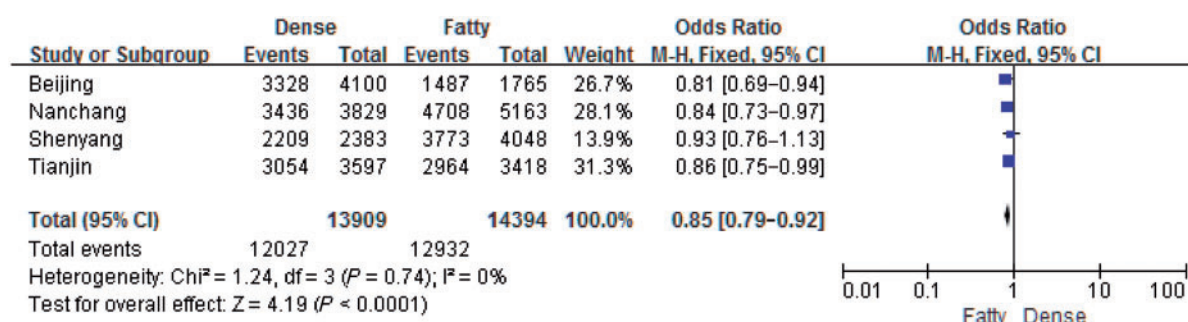 Dense Fatty Odds Ratio Odds Ratio
Study or Subgroup Events Total Events Total Weight M-H, Fixed, 95% CI M-H, Fixed, 95% CI
Beijing 3328 4100 1487 1765 26.7% 0.81 [0.69–0.94]
Nanchang 3436 3829 4708 5163 28.1% 0.84 [0.73–0.97]
Shenyang 2209 2383 3773 4048 13.9% 0.93 [0.76–1.13]
Tianjin 3054 3597 2964 3418 31.3% 0.86 [0.75–0.99]
Total (95% CI) 13909 14394 100.0% 0.85 [0.79–0.92]
Total events 12027 12932
Heterogeneity: Chi² = 1.24, df = 3 (P = 0.74); I² = 0%
Test for overall effect: Z = 4.19 (P < 0.0001)
0.01 0.1 1 10 100
Fatty Dense